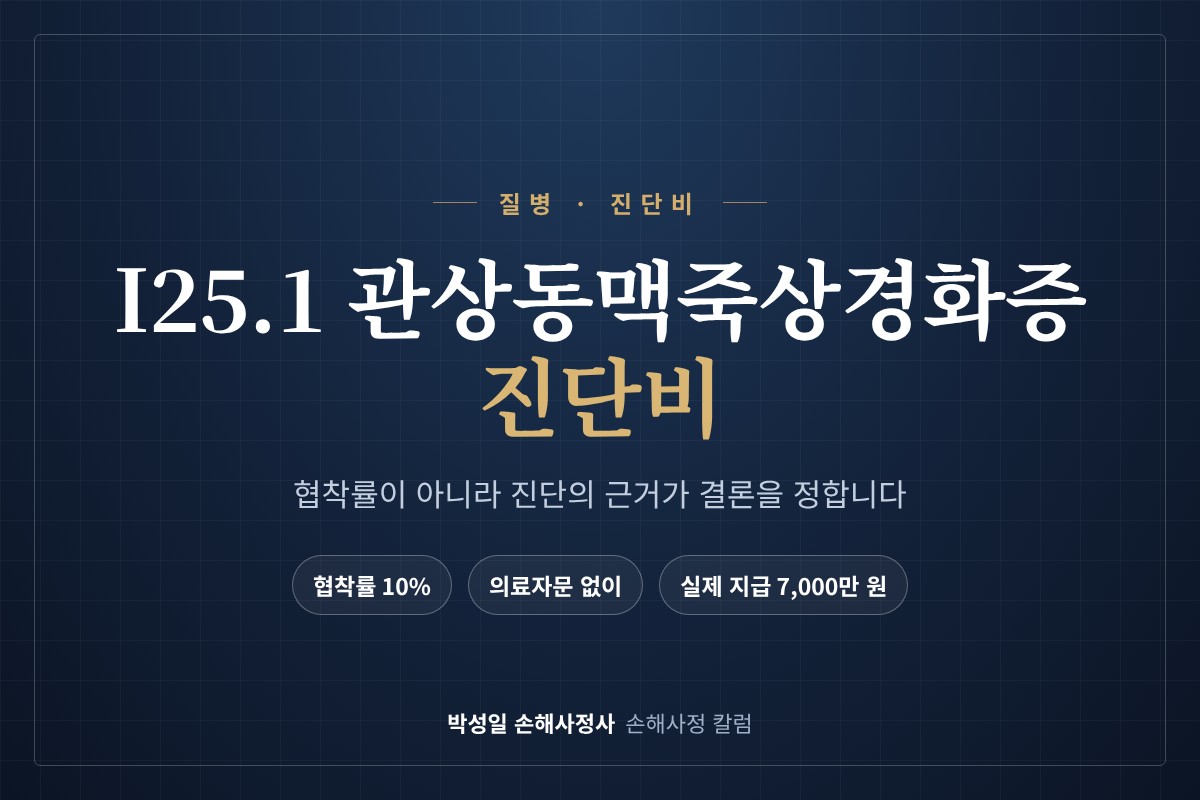 질병 · 진단비
I25.1 관상동맥죽상경화증
진단비
협착률이 아니라 진단의 근거가 결론을 정합니다
협착률 10% 의료자문 없이 실제 지급 7,000만 원
박성일 손해사정사 손해사정 칼럼